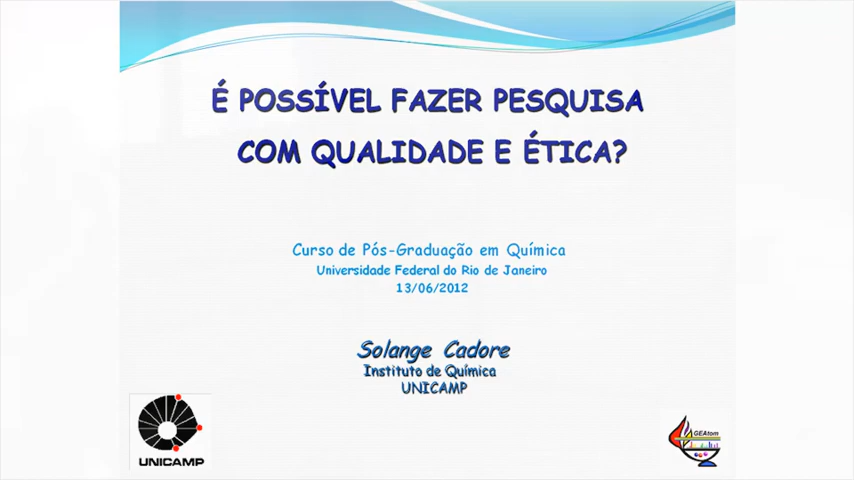 É POSSÍVEL FAZER PESQUISA
COM QUALIDADE E ÉTICA?
Curso de Pós-Graduação em Química
Universidade Federal do Rio de Janeiro
13/06/2012
Solange Cadore
Instituto de Química
UNICAMP
UNICAMP
GEAtom